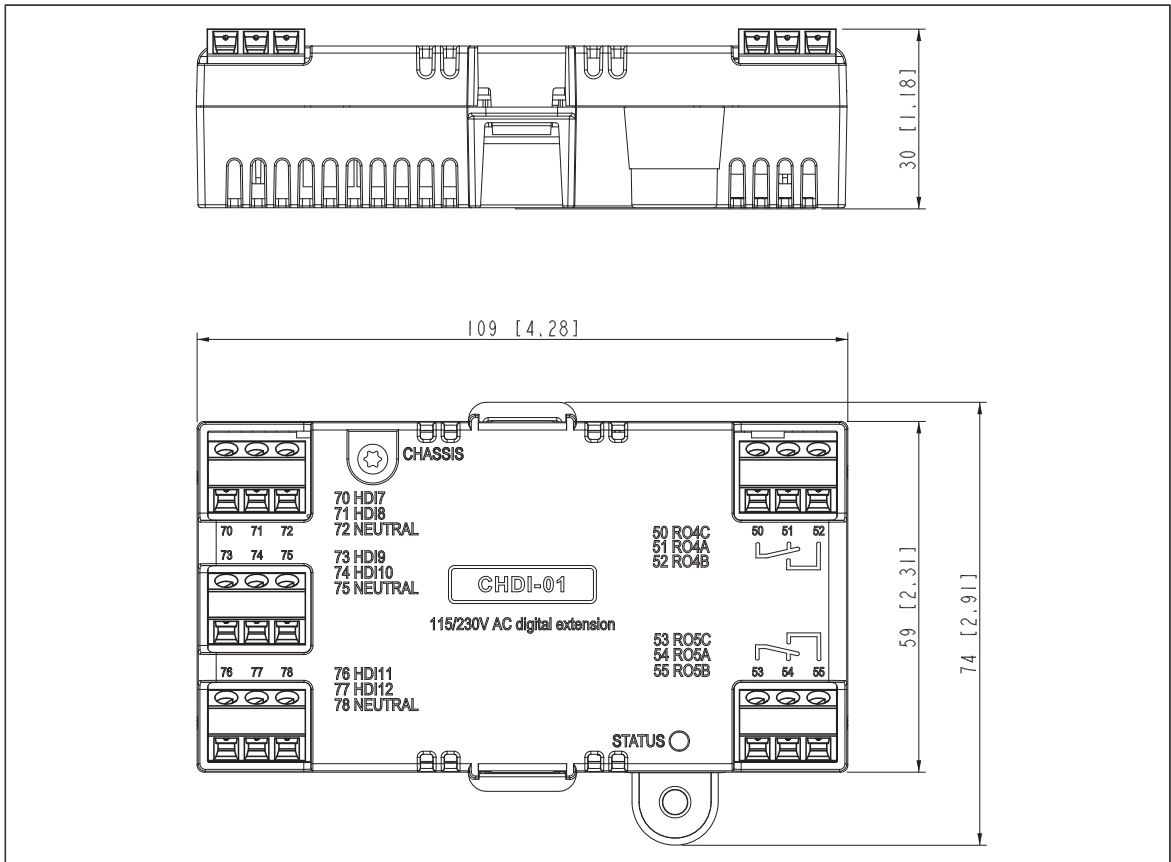 30 [1.18]
109 [4.28]
CHASSIS
70 HDI7
71 HDI8
72 NEUTRAL
70 71 72
73 74 75
73 HDI9
74 HDI10
75 NEUTRAL
CHDI-01
115/230V AC digital extension
76 77 78
76 HDI11
77 HDI12
78 NEUTRAL
50 RO4C
51 RO4A
52 RO4B
50 51 52
53 RO5C
54 RO5A
55 RO5B
53 54 55
STATUS
59 [2.31]
74 [2.91]